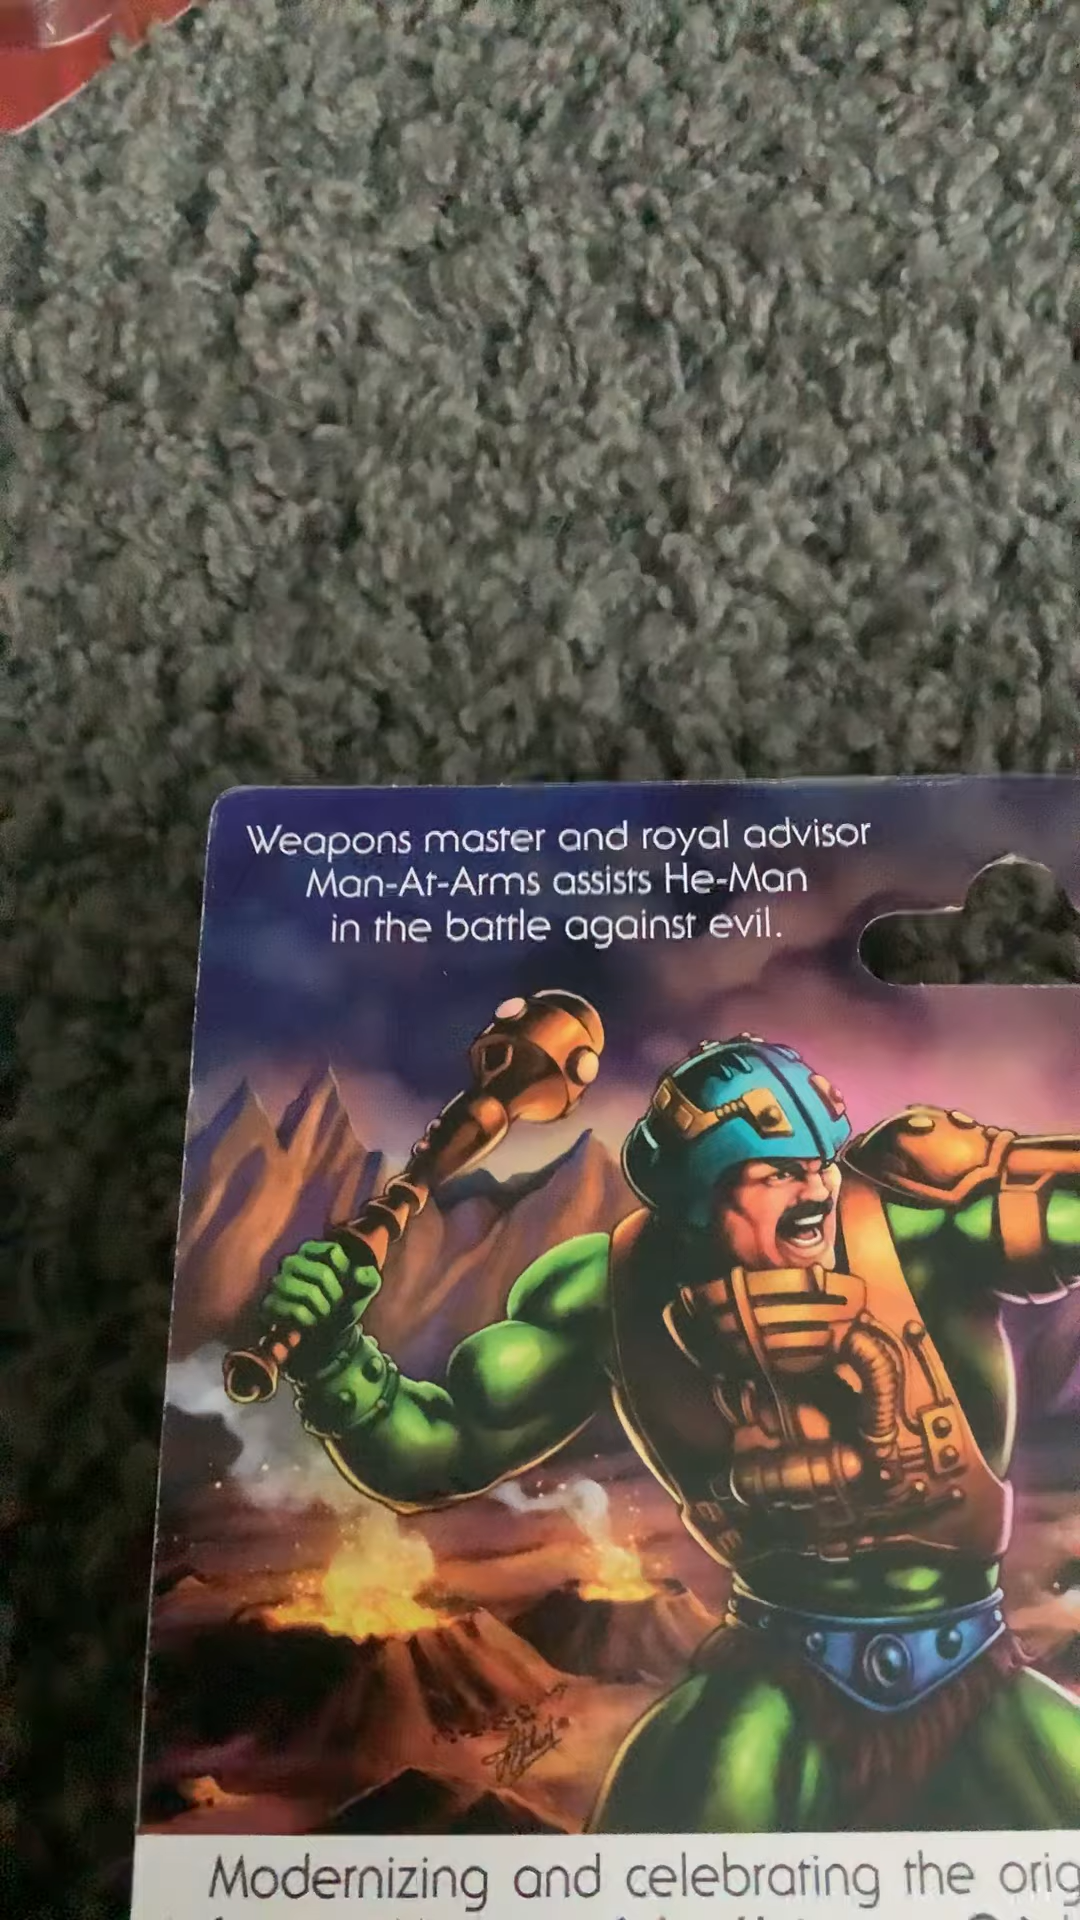 Weapons master and royal advisor
Man-At-Arms assists He-Man
in the battle against evil.
Modernizing and celebrating the orig